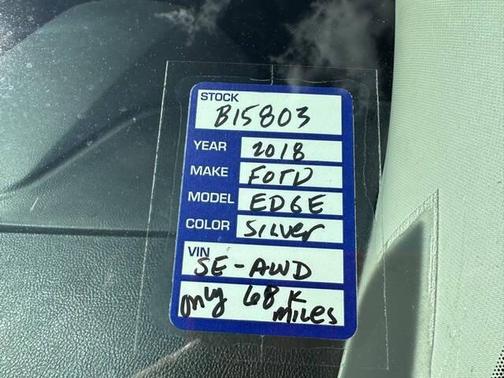 STOCK
B15803
YEAR 2018
MAKE FORD
MODEL EDGE
COLOR Silver
VIN
SE-AWD
only 68 K
miles